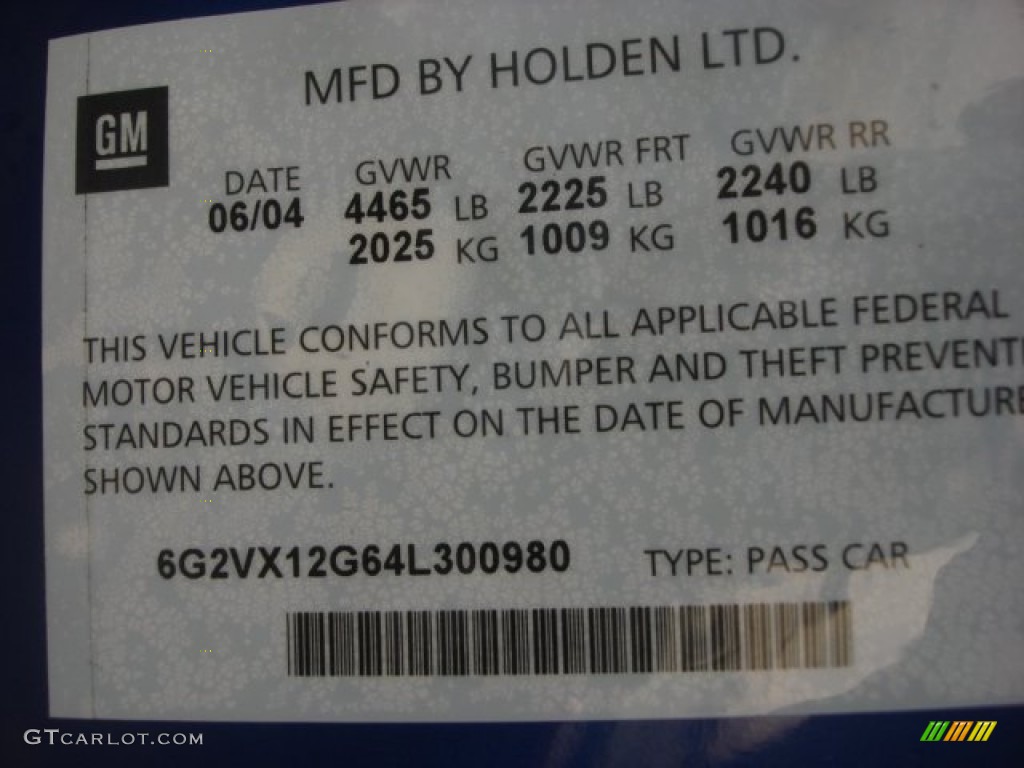 MFD BY HOLDEN LTD.
GM
DATE GVWR GVWR FRT GVWR RR
06/04 4465 LB 2225 LB 2240 LB
2025 KG 1009 KG 1016 KG
THIS VEHICLE CONFORMS TO ALL APPLICABLE FEDERAL
MOTOR VEHICLE SAFETY, BUMPER AND THEFT PREVENTI
STANDARDS IN EFFECT ON THE DATE OF MANUFACTURE
SHOWN ABOVE.
6G2VX12G64L300980 TYPE: PASS CAR
GTCARLOT.COM